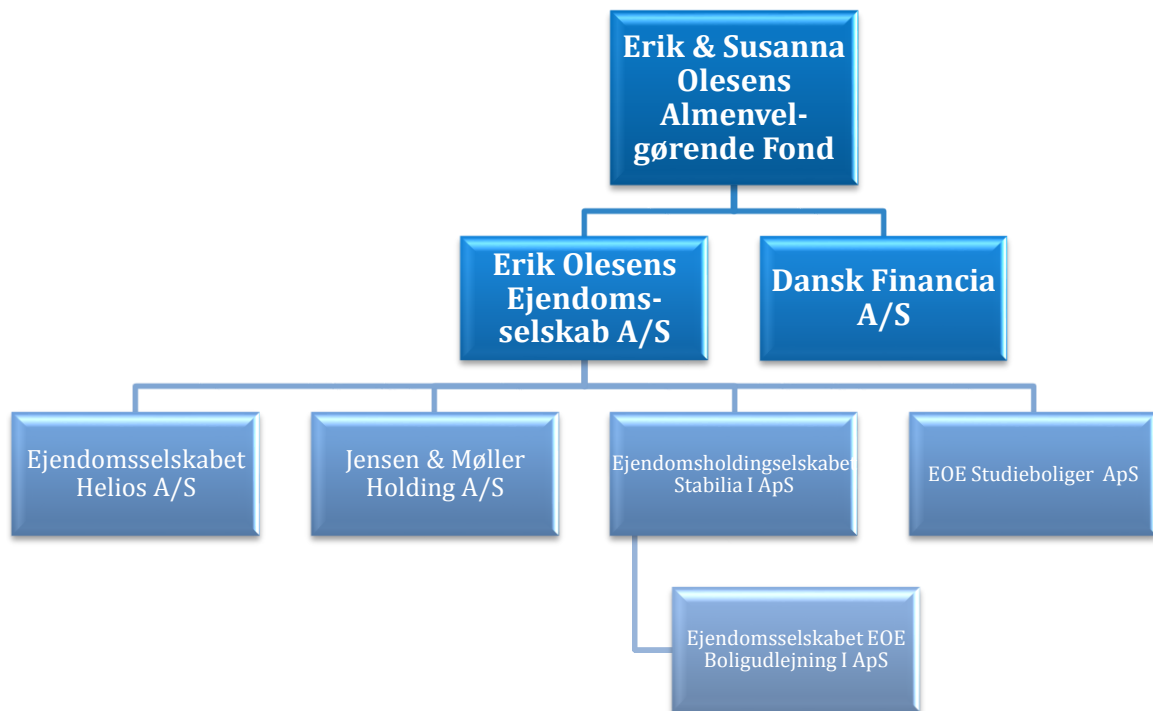 Erik & Susanna
Olesens
Almenvel-
gørende Fond
Erik Olesens
Ejendoms-
selskab A/S
Dansk Financia
A/S
Ejendomsselskabet
Helios A/S
Jensen & Møller
Holding A/S
Ejendomsholdingselskabet
Stabilia I ApS
EOE Studieboliger ApS
Ejendomsselskabet EOE
Boligudlejning I ApS